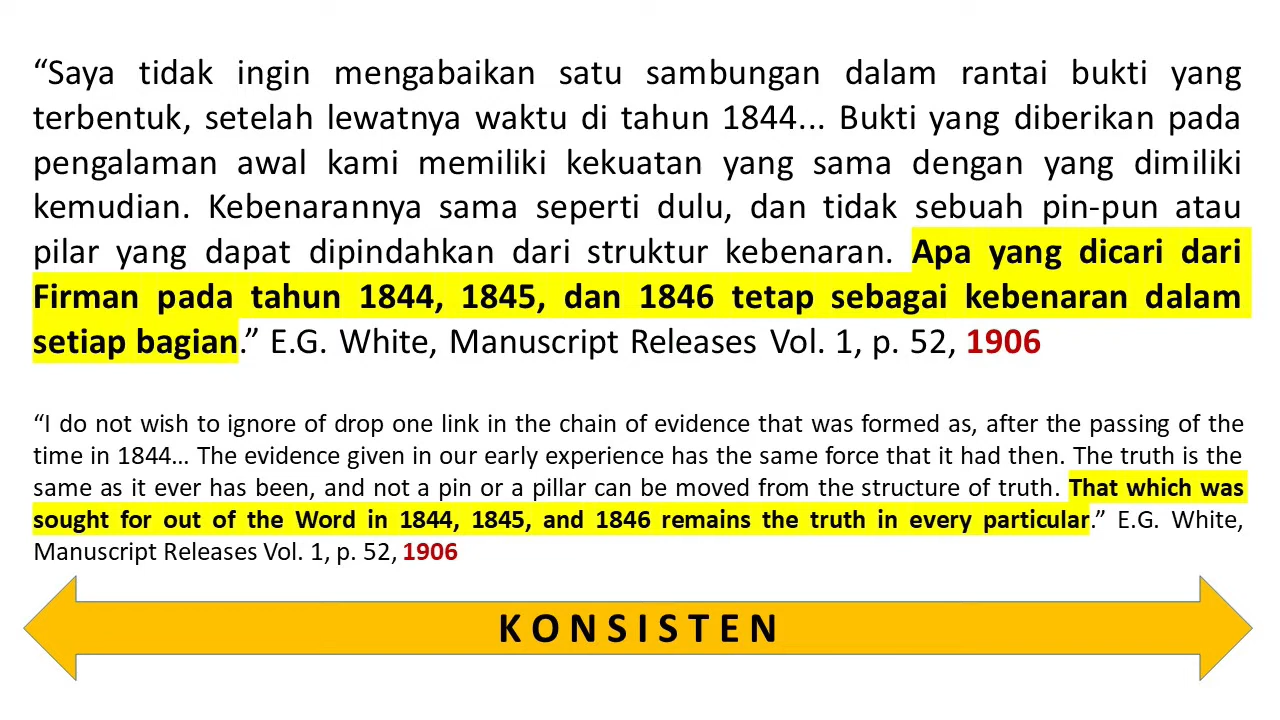 “Saya tidak ingin mengabaikan satu sambungan dalam rantai bukti yang
terbentuk, setelah lewatnya waktu di tahun 1844... Bukti yang diberikan pada
pengalaman awal kami memiliki kekuatan yang sama dengan yang dimiliki
kemudian. Kebenarannya sama seperti dulu, dan tidak sebuah pin-pun atau
pilar yang dapat dipindahkan dari struktur kebenaran. Apa yang dicari dari
Firman pada tahun 1844, 1845, dan 1846 tetap sebagai kebenaran dalam
setiap bagian.” E.G. White, Manuscript Releases Vol. 1, p. 52, 1906
“I do not wish to ignore of drop one link in the chain of evidence that was formed as, after the passing of the
time in 1844… The evidence given in our early experience has the same force that it had then. The truth is the
same as it ever has been, and not a pin or a pillar can be moved from the structure of truth. That which was
sought for out of the Word in 1844, 1845, and 1846 remains the truth in every particular.” E.G. White,
Manuscript Releases Vol. 1, p. 52, 1906
K O N S I S T E N